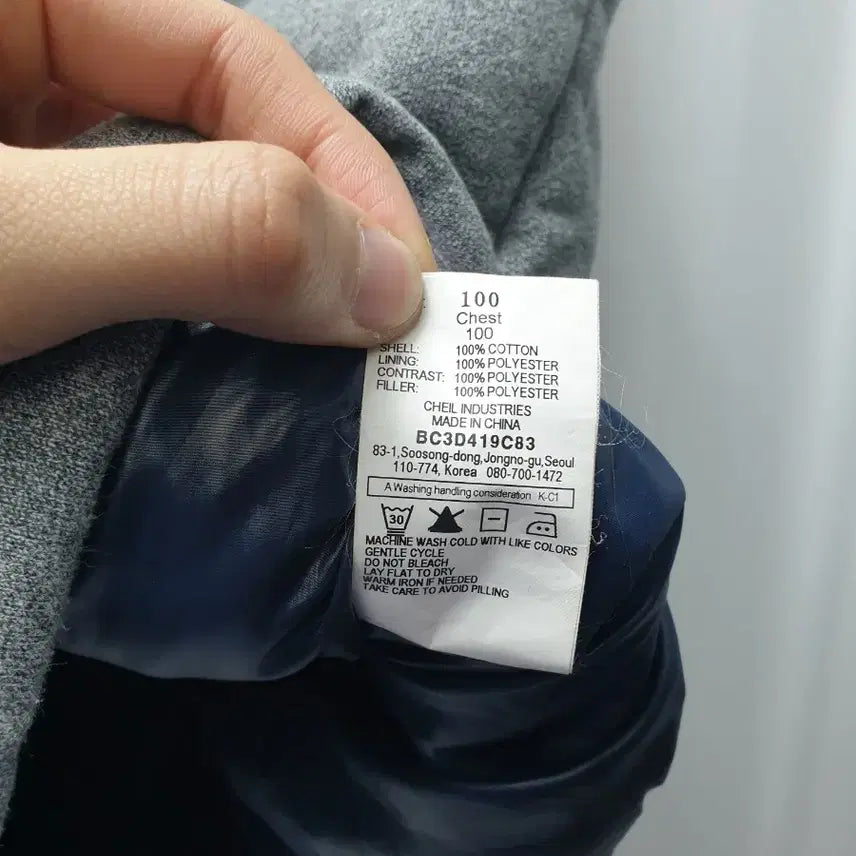 100
Chest
100
SHELL: 100% COTTON
LINING: 100% POLYESTER
CONTRAST: 100% POLYESTER
FILLER: 100% POLYESTER
CHEIL INDUSTRIES
MADE IN CHINA
BC3D419C83
83-1,Soosong-dong,Jongno-gu,Seoul
110-774, Korea 080-700-1472
A Washing handling consideration K-C1
30
MACHINE WASH COLD WITH LIKE COLORS
GENTLE CYCLE
DO NOT BLEACH
LAY FLAT TO DRY
WARM IRON IF NEEDED
TAKE CARE TO AVOID PILLING